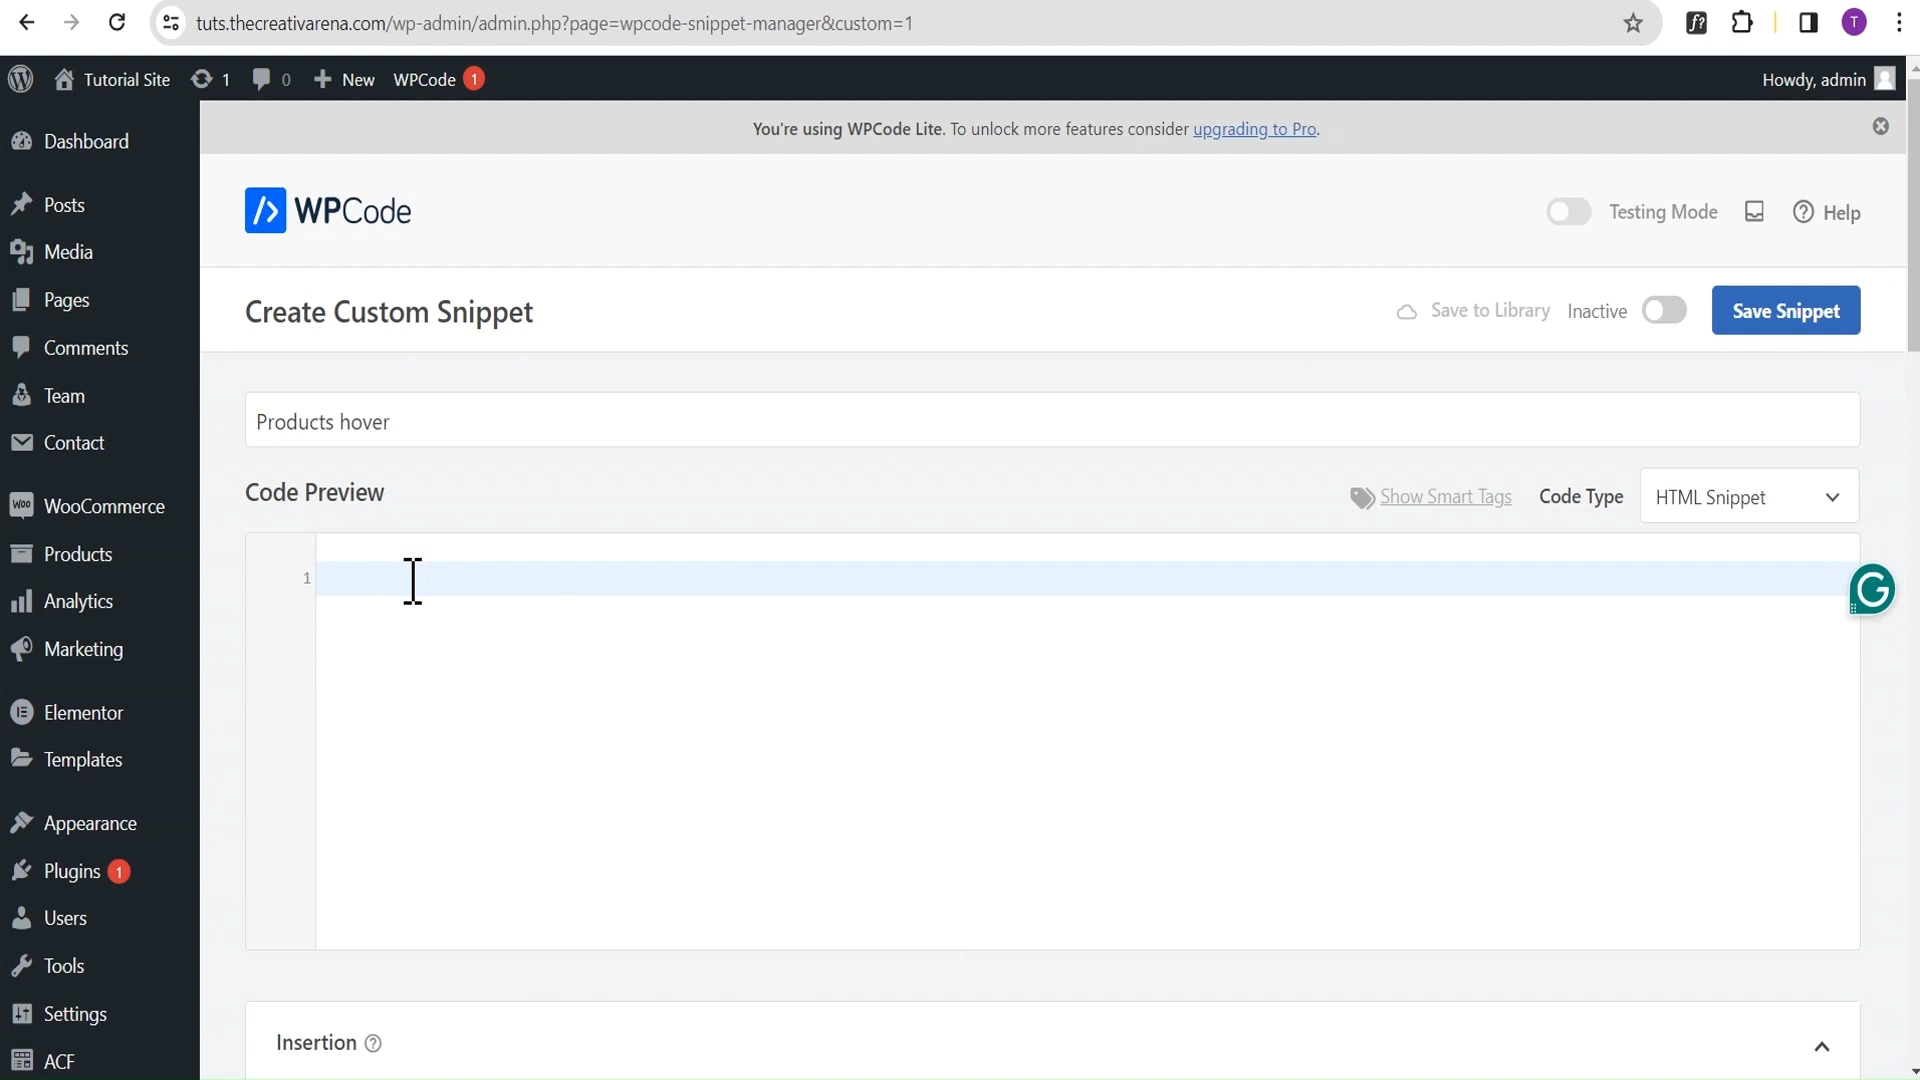 tuts.thecreativarena.com/wp-admin/admin.php?page=wpcode-snippet-manager&custom=1
T
Tutorial Site 1 0 New WPCode 1
Howdy, admin
Dashboard
Posts
Media
Pages
Comments
Team
Contact
WooCommerce
Products
Analytics
Marketing
Elementor
Templates
Appearance
Plugins 1
Users
Tools
Settings
ACF
You're using WPCode Lite. To unlock more features consider upgrading to Pro.
WPCode
Testing Mode
Help
Create Custom Snippet
Save to Library Inactive Save Snippet
Products hover
Code Preview
Show Smart Tags Code Type HTML Snippet
1
Insertion